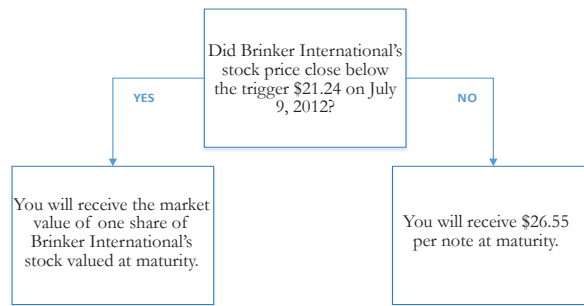 Did Brinker International's
stock price close below
the trigger $21.24 on July
9, 2012?
YES
NO
You will receive the market
value of one share of
Brinker International's
stock valued at maturity.
You will receive $26.55
per note at maturity.